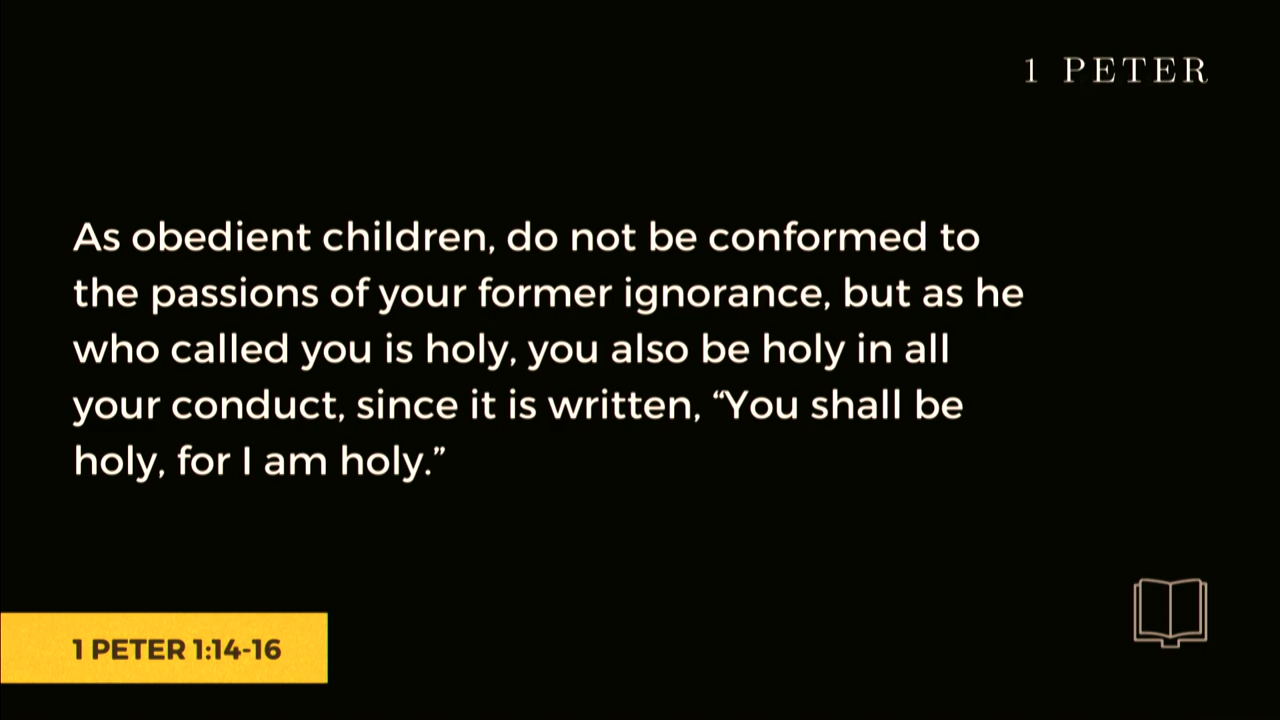 1 PETER
As obedient children, do not be conformed to
the passions of your former ignorance, but as he
who called you is holy, you also be holy in all
your conduct, since it is written, “You shall be
holy, for I am holy.”
1 PETER 1:14-16